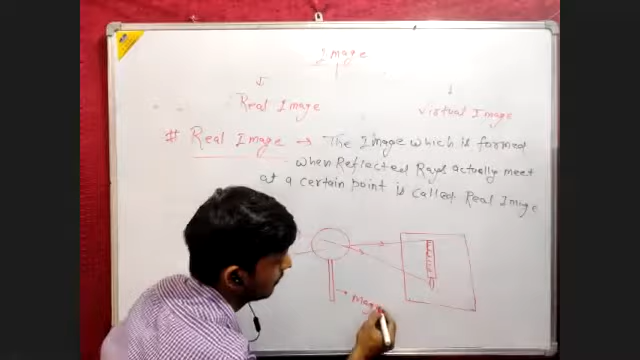 Image
Real Image
Virtual Image
# Real Image → The Image which is formed
when Reflected Rays actually meet
at a certain point is called Real Image
Mag